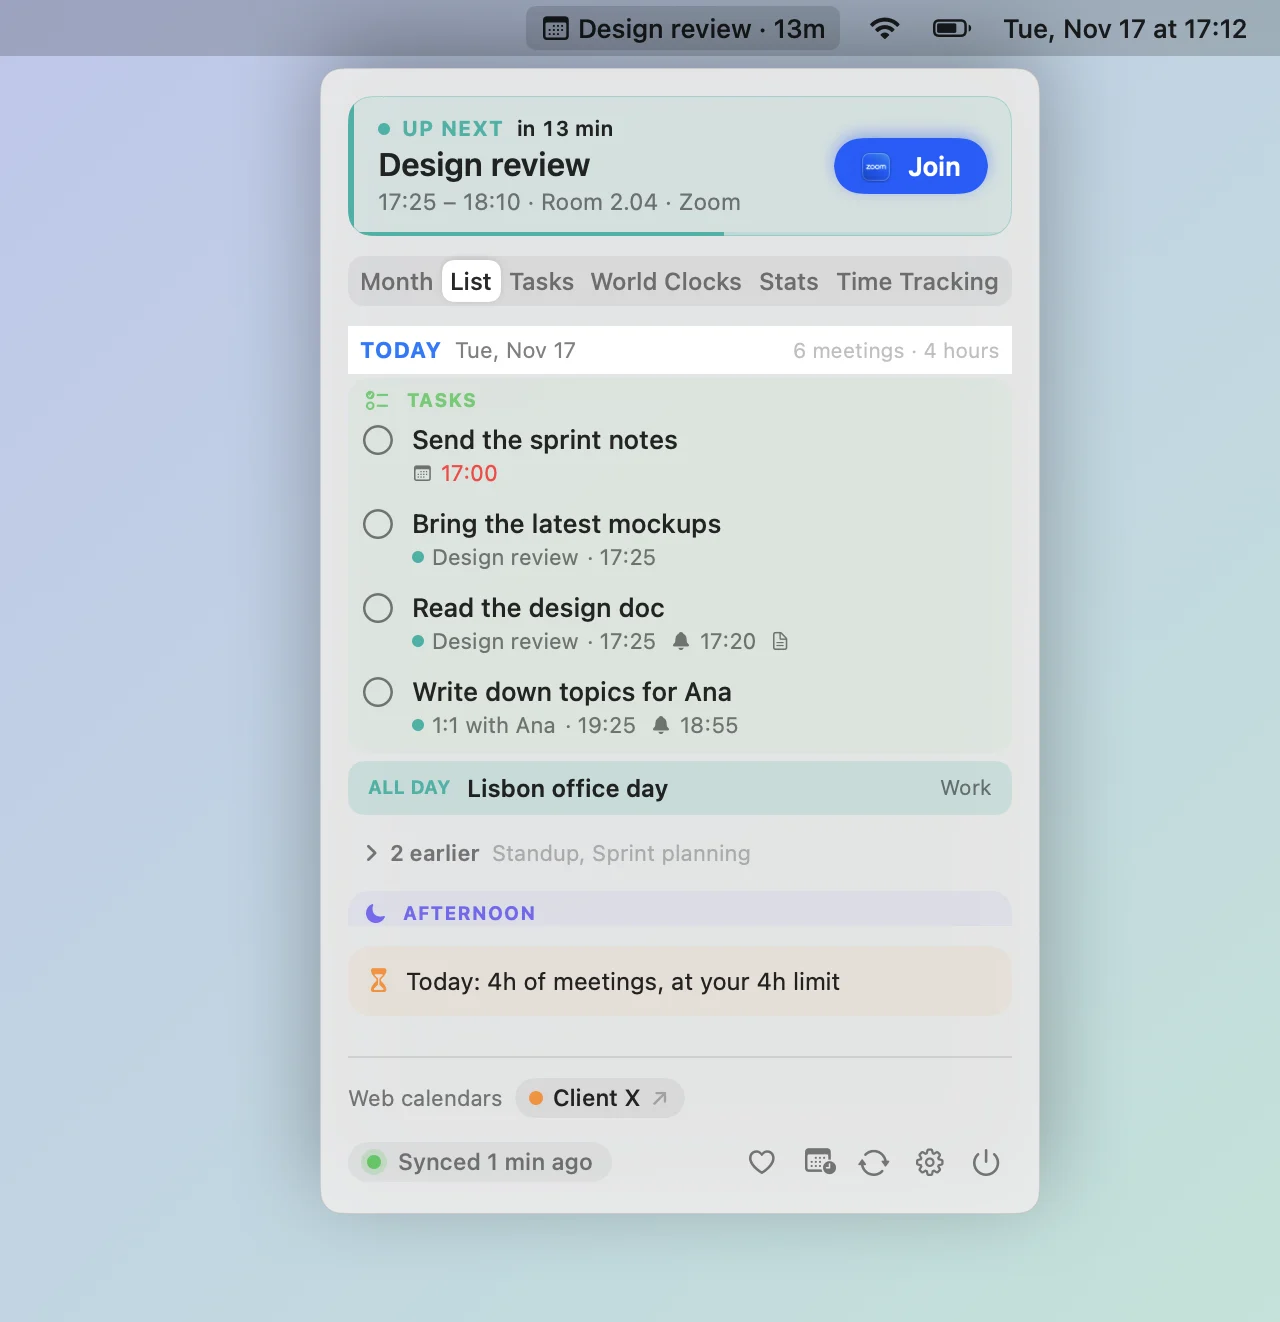 Design review · 13m
Tue, Nov 17 at 17:12
UP NEXT in 13 min
Design review
17:25 – 18:10 · Room 2.04 · Zoom
zoom
Join
Month List Tasks World Clocks Stats Time Tracking
TODAY Tue, Nov 17 6 meetings · 4 hours
TASKS
Send the sprint notes
17:00
Bring the latest mockups
Design review · 17:25
Read the design doc
Design review · 17:25 17:20
Write down topics for Ana
1:1 with Ana · 19:25 18:55
ALL DAY Lisbon office day Work
2 earlier Standup, Sprint planning
AFTERNOON
Today: 4h of meetings, at your 4h limit
Web calendars Client X
Synced 1 min ago